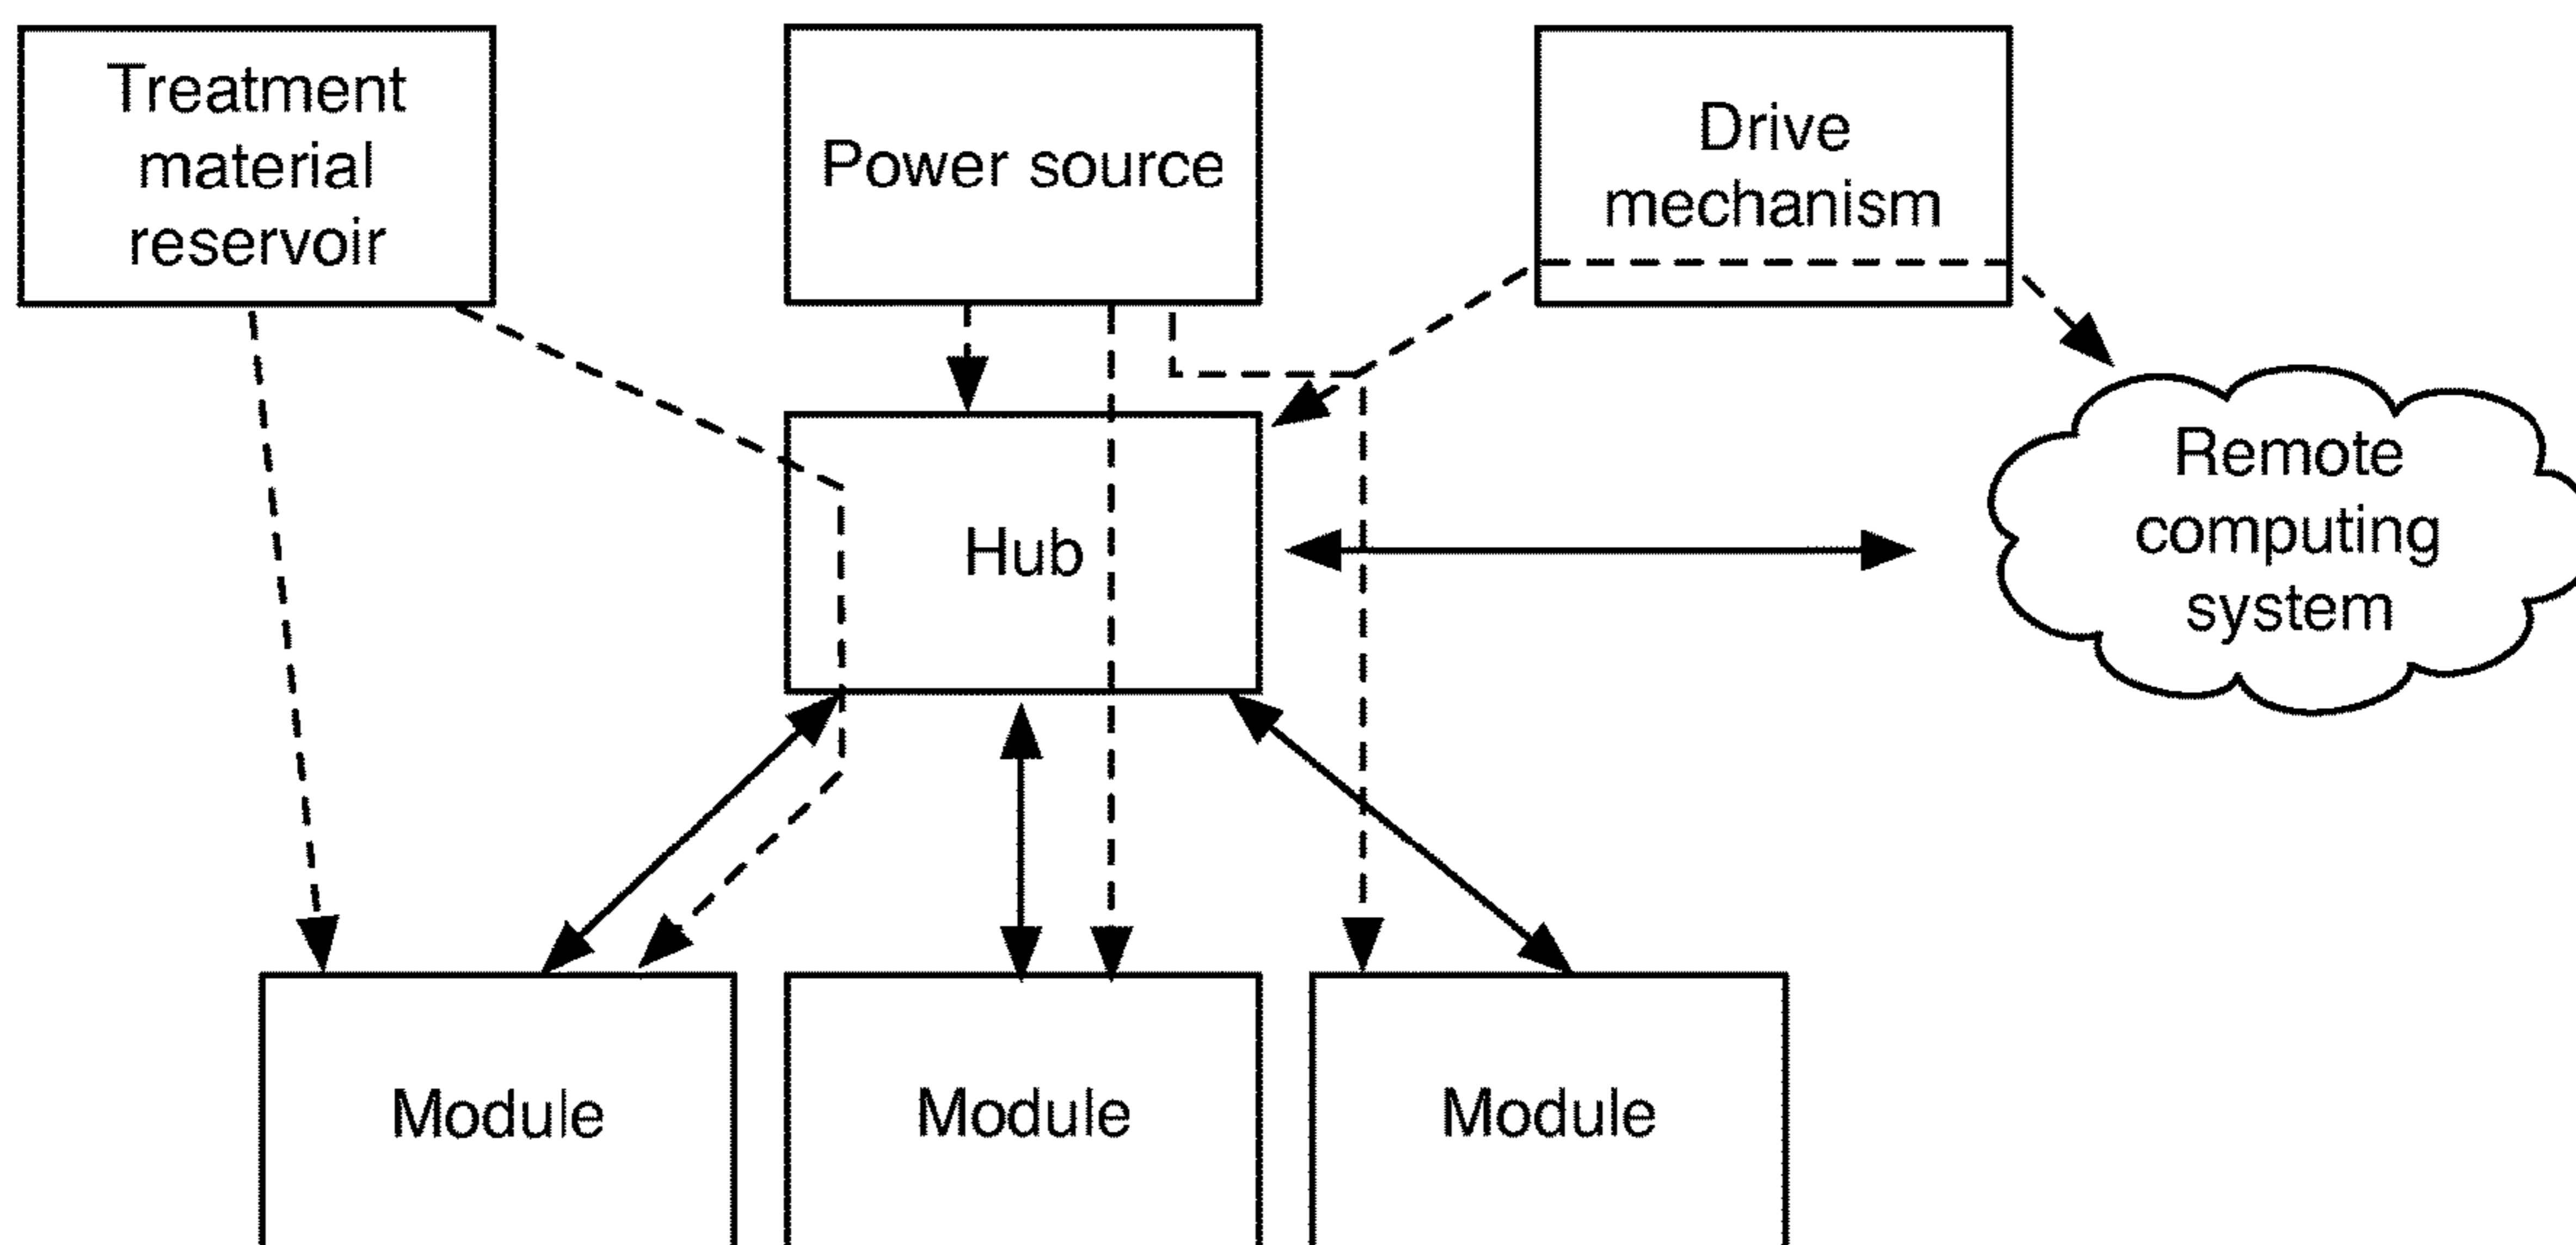 Treatment
material
reservoir
Power source
Drive
mechanism
Hub
Remote
computing
system
Module
Module
Module